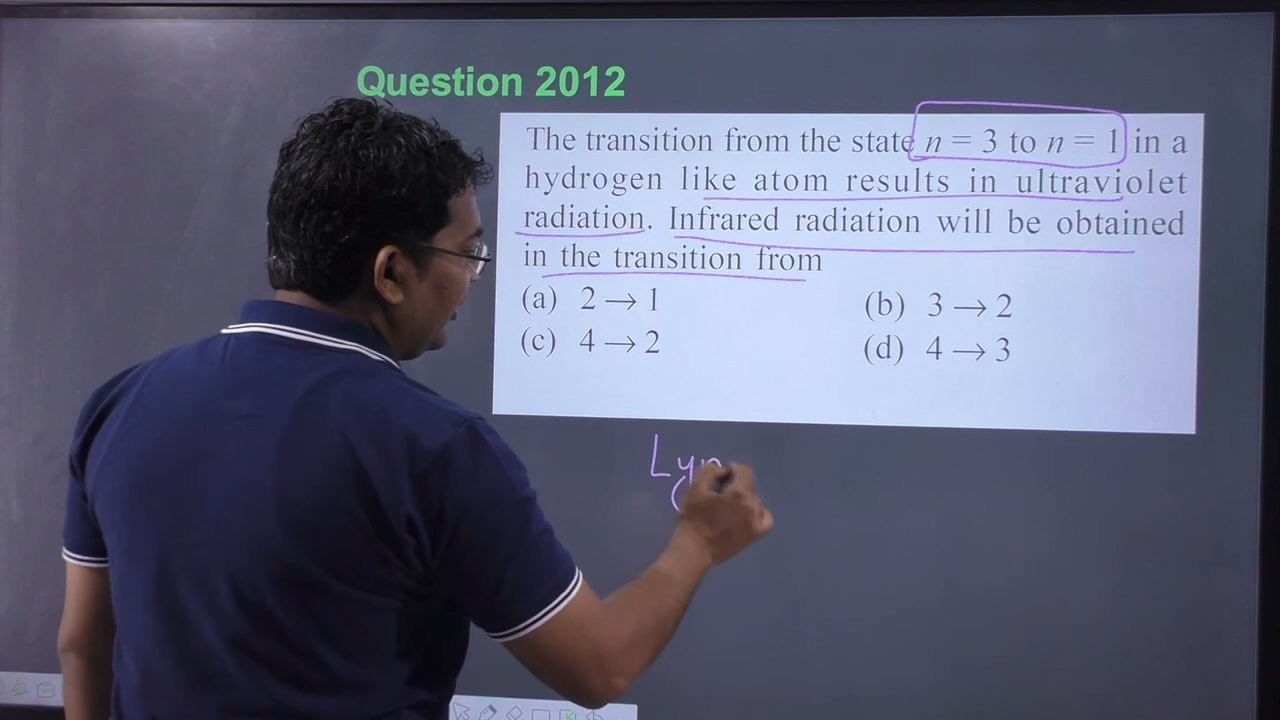 Question 2012
The transition from the state n = 3 to n = 1 in a
hydrogen like atom results in ultraviolet
radiation. Infrared radiation will be obtained
in the transition from
(a) 2 → 1 (b) 3 → 2
(c) 4 → 2 (d) 4 → 3